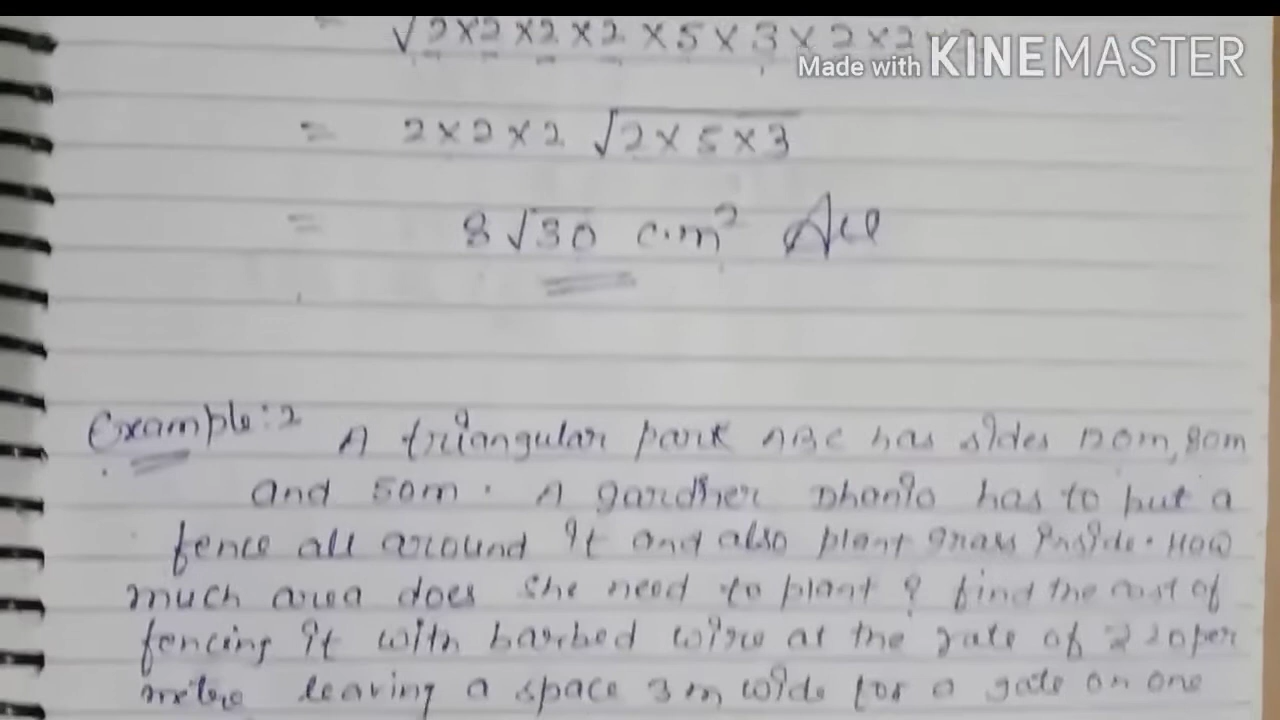 = √2×2×2×2×5×3×2×2
Made with KINEMASTER
= 2×2×2 √2×5×3
= 8√30 c.m²
Example:2 A triangular park ABC has sides 120m, 80m
and 50m. A gardner Dhania has to put a
fence all around it and also plant grass inside. How
much area does she need to plant ? find the cost of
fencing it with barbed wire at the rate of ₹20 per
metre leaving a space 3m wide for a gate on one